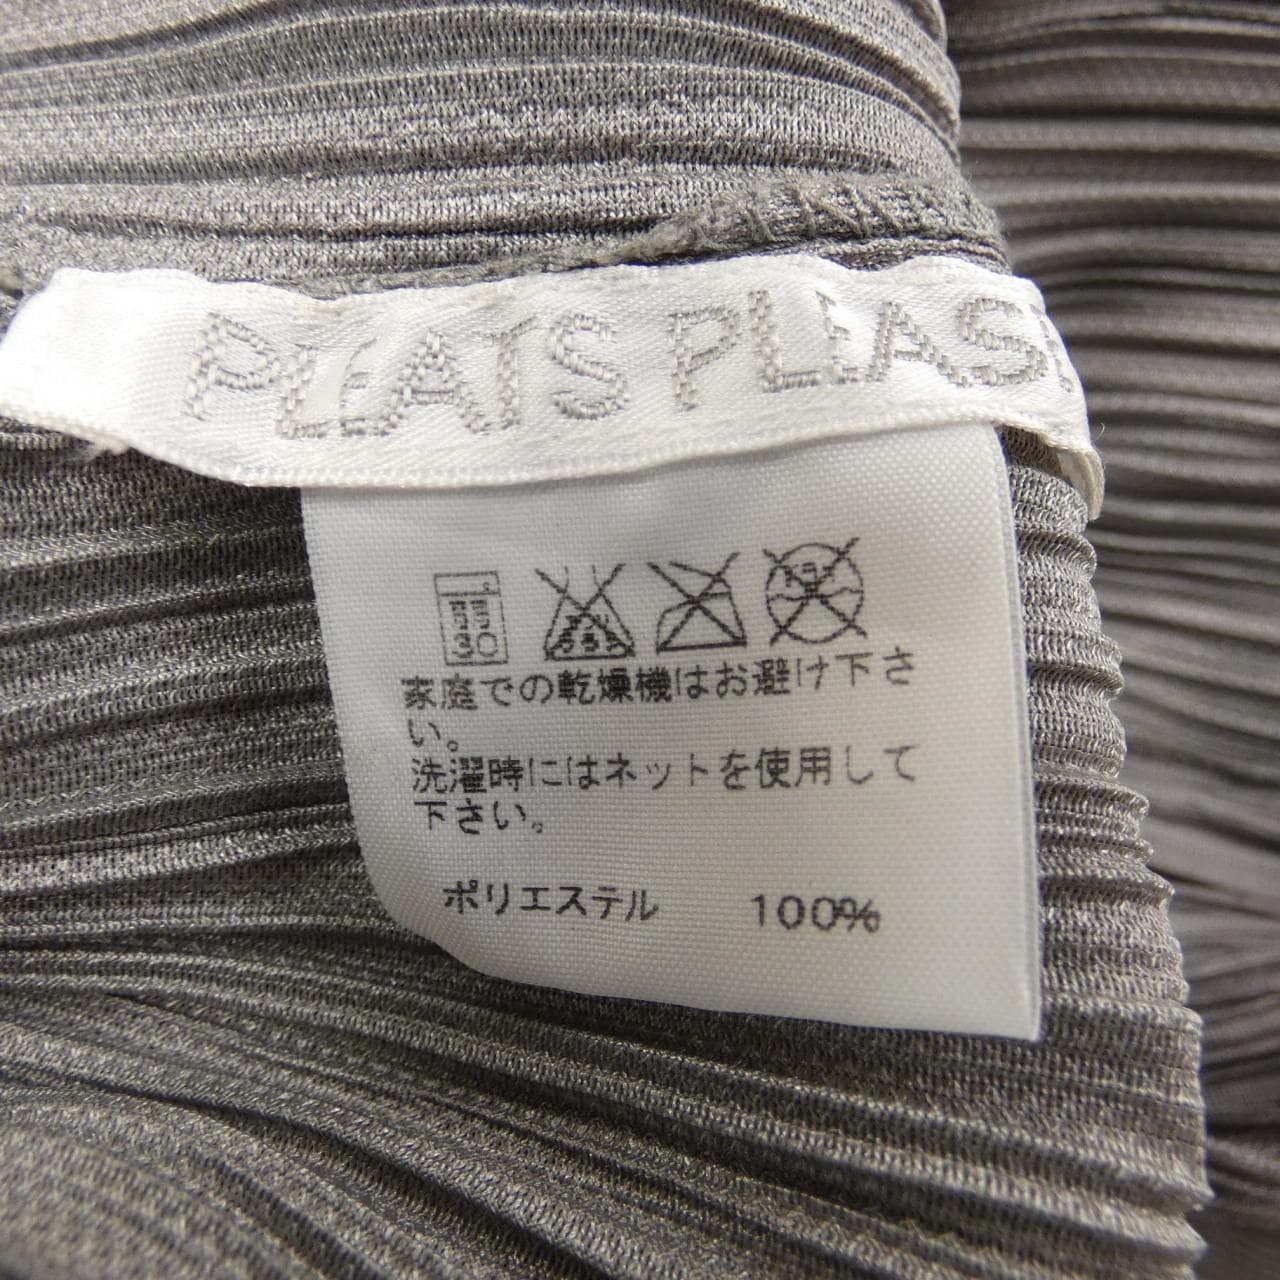 PLEATS PLEAS
30
家庭での乾燥機はお避け下さ
い。
洗濯時にはネットを使用して
下さい。
ポリエステル 100%